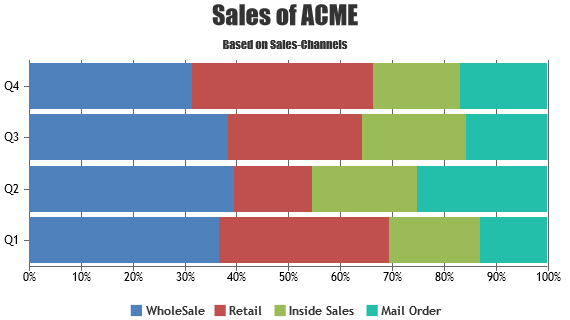 Sales of ACME
Based on Sales-Channels
Q4
Q3
Q2
Q1
0% 10% 20% 30% 40% 50% 60% 70% 80% 90% 100%
WholeSale Retail Inside Sales Mail Order